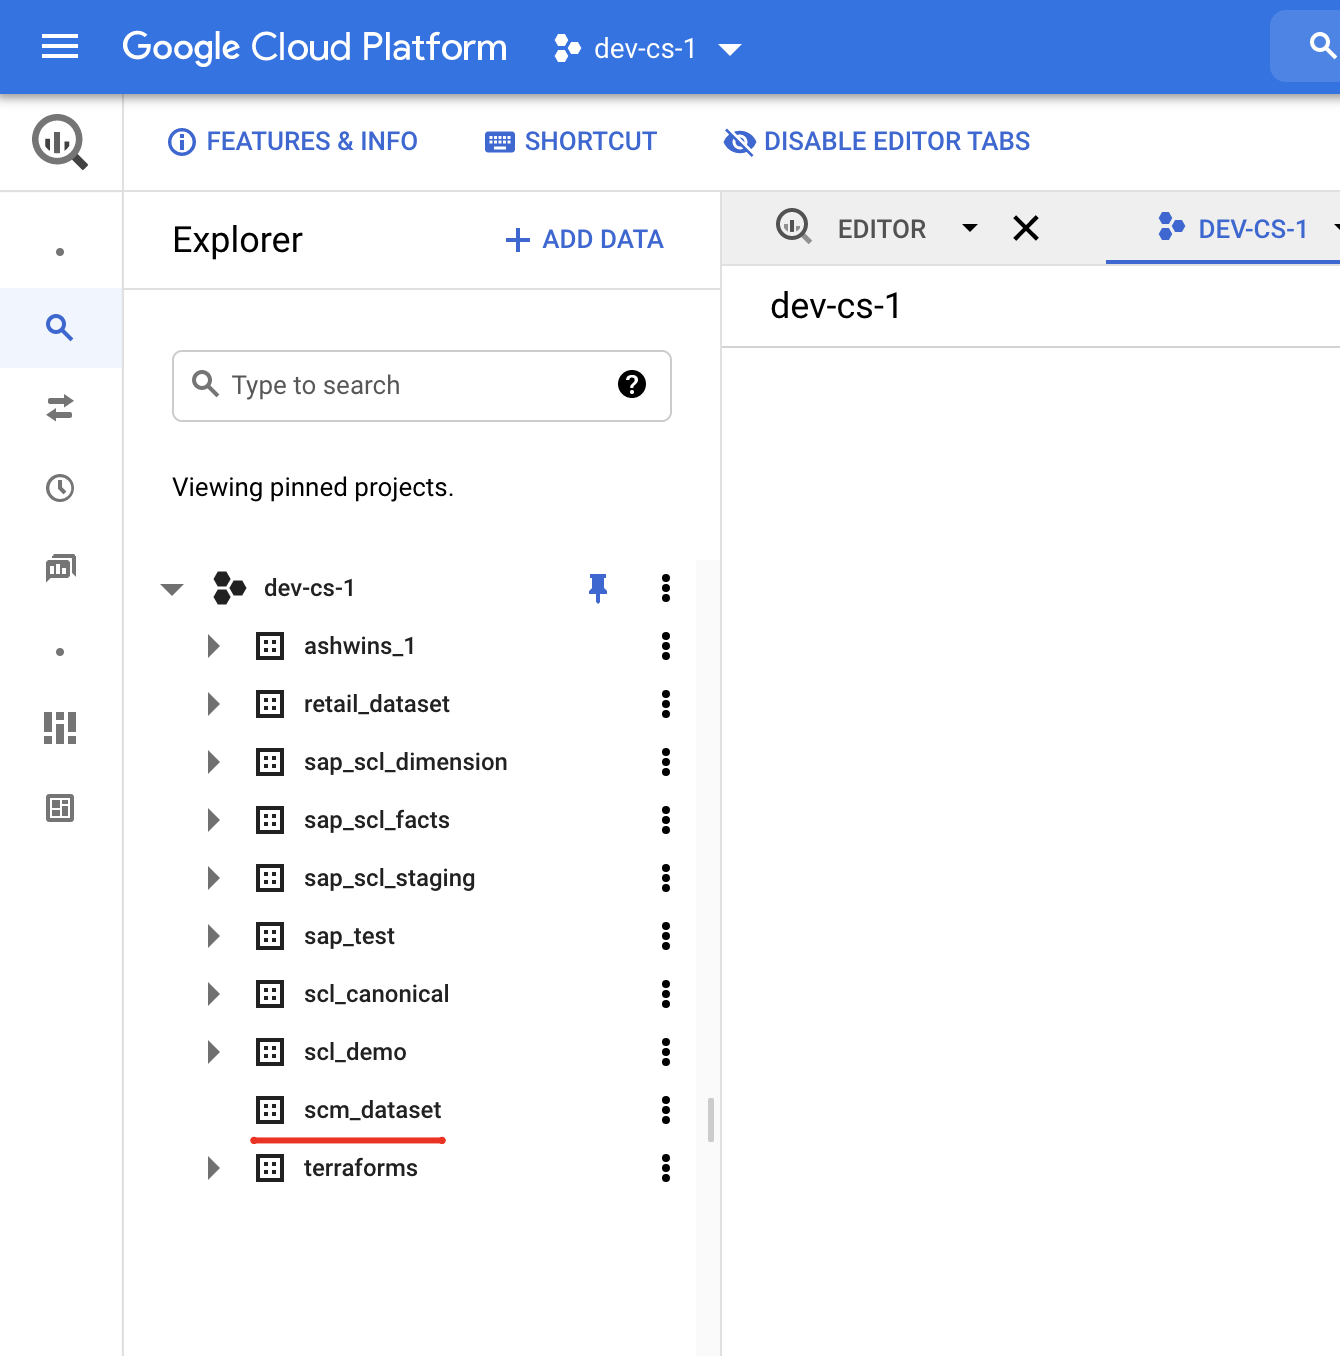 Google Cloud Platform dev-cs-1
FEATURES & INFO SHORTCUT DISABLE EDITOR TABS
Explorer + ADD DATA
EDITOR DEV-CS-1
dev-cs-1
Type to search
Viewing pinned projects.
dev-cs-1
ashwins_1
retail_dataset
sap_scl_dimension
sap_scl_facts
sap_scl_staging
sap_test
scl_canonical
scl_demo
scm_dataset
terraforms